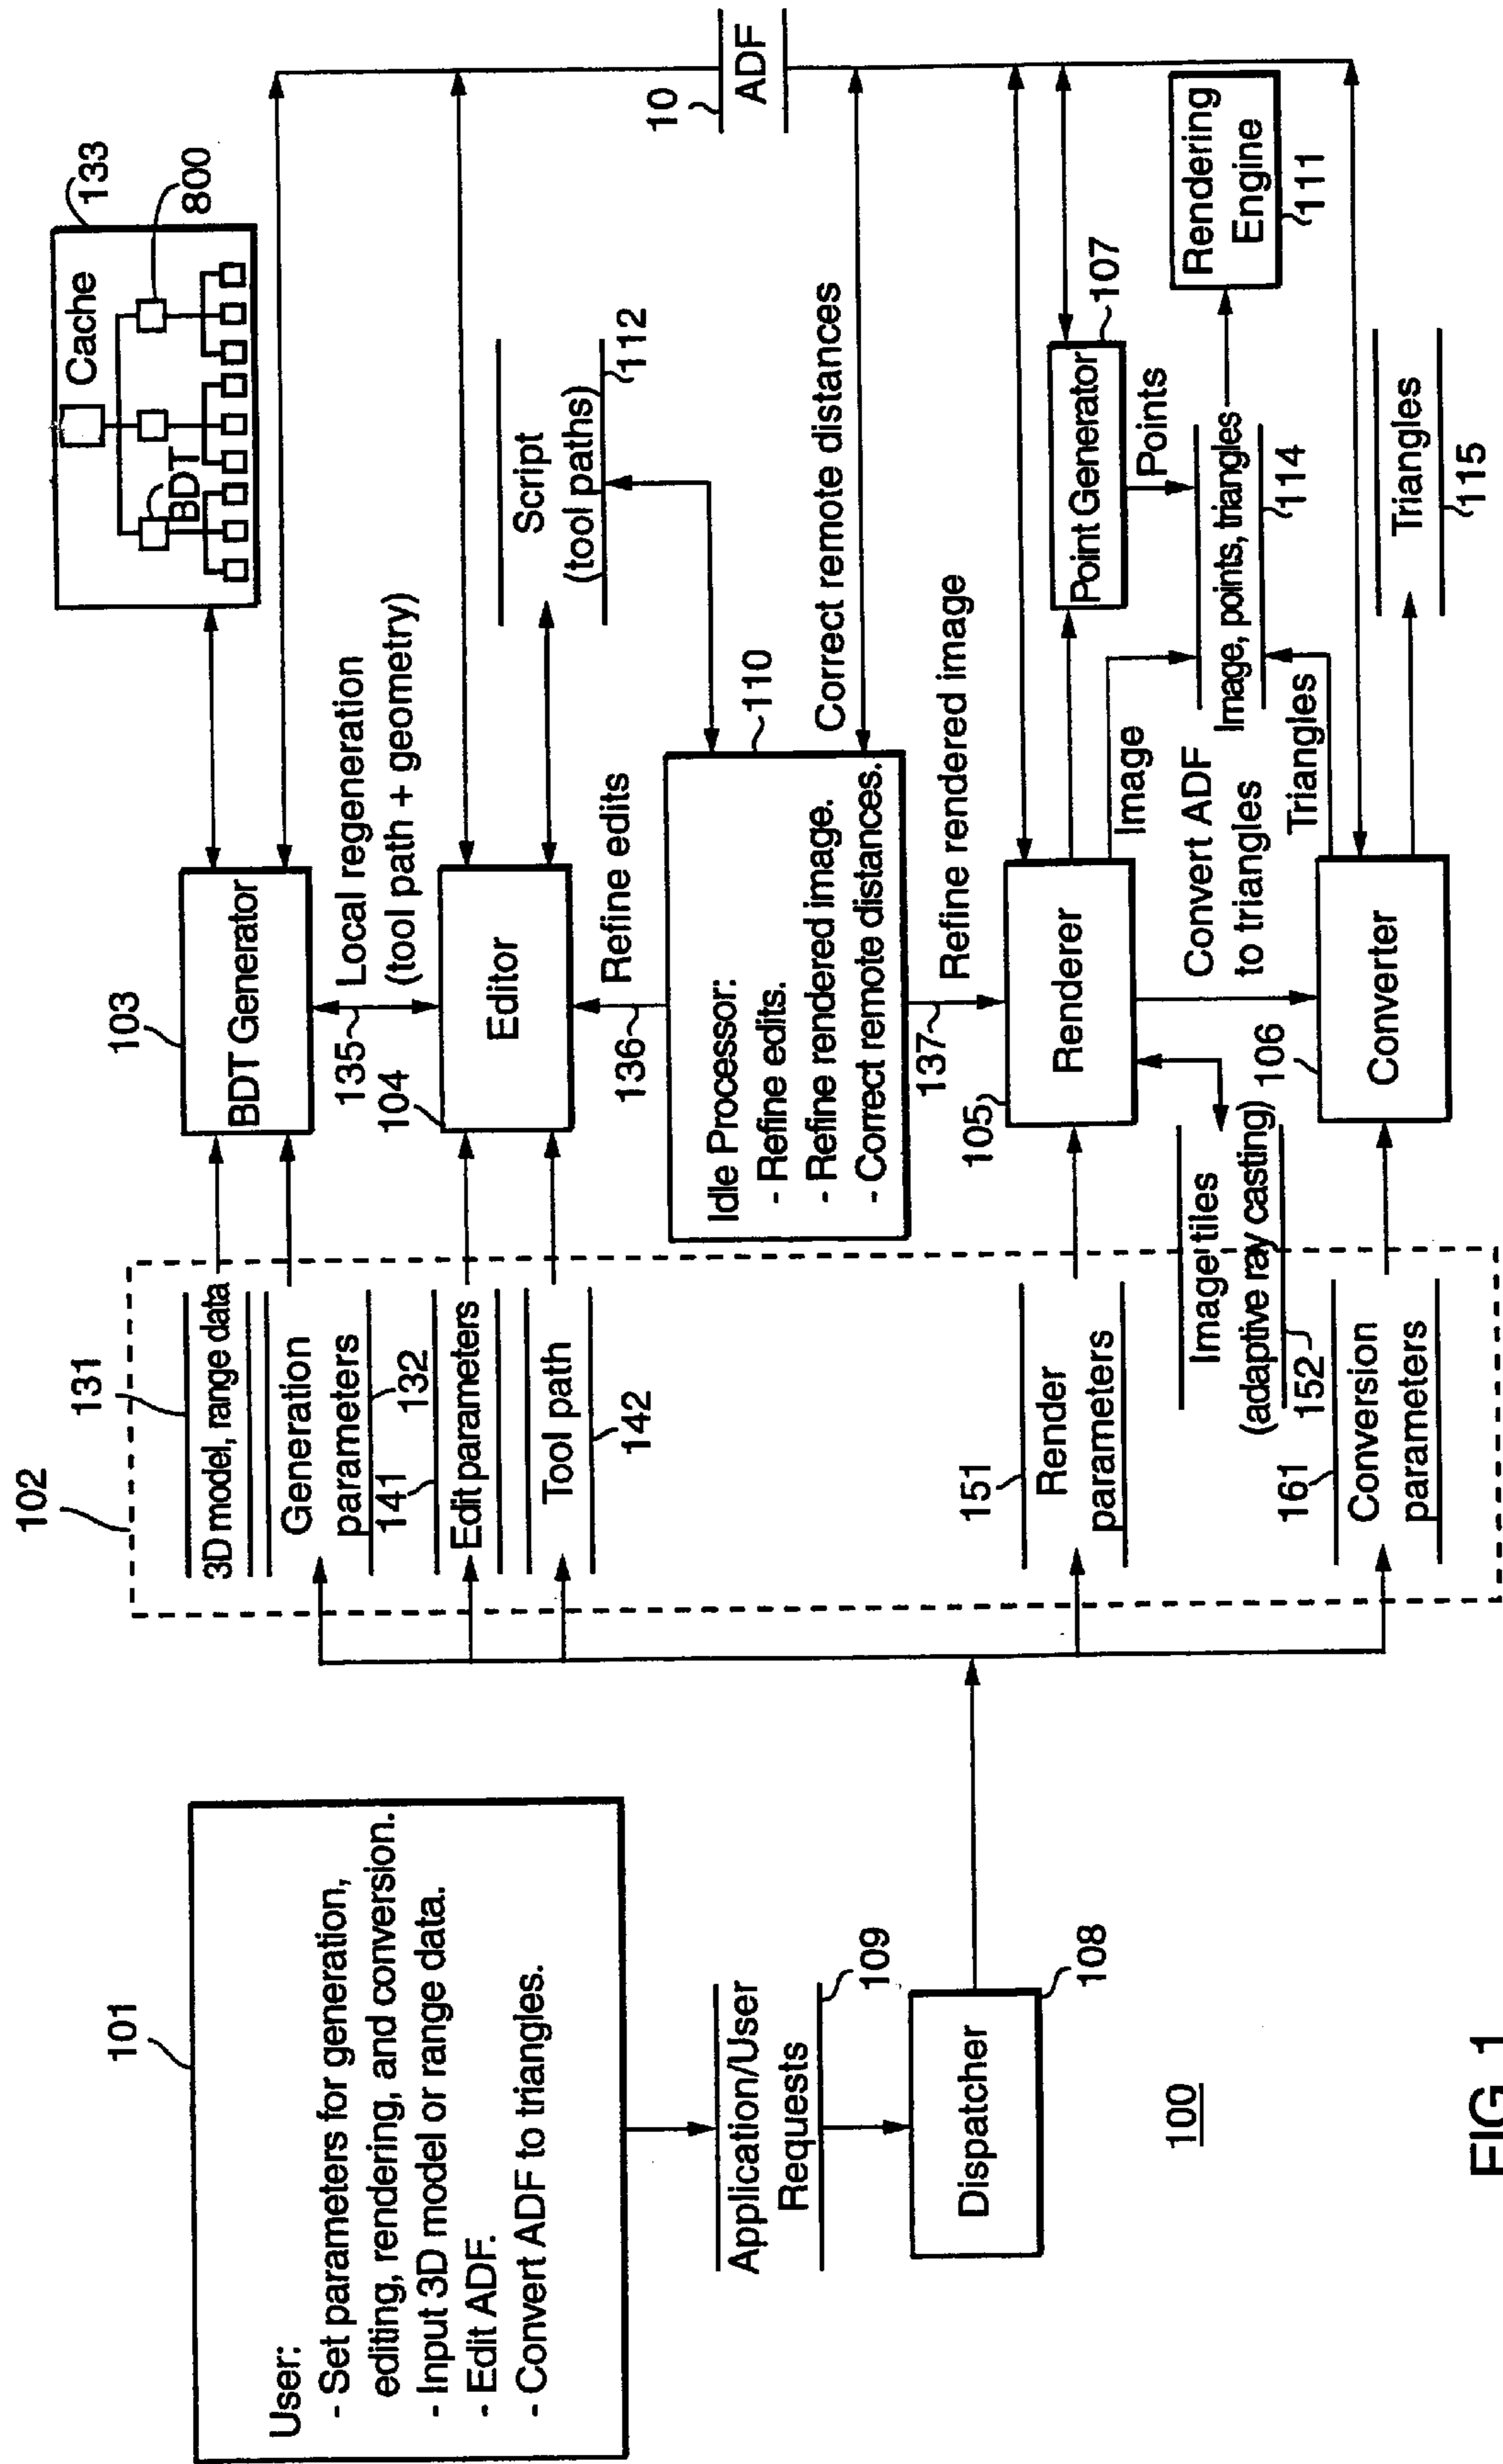 101
User:
- Set parameters for generation,
editing, rendering, and conversion.
- Input 3D model or range data.
- Edit ADF.
- Convert ADF to triangles.
Application/User
Requests
109
Dispatcher
108
100
102
131
3D model, range data
Generation
parameters
132
141
Edit parameters
Tool path
142
151
Render
parameters
Image tiles
(adaptive ray casting)
152
161
Conversion
parameters
103
BDT Generator
135
Local regeneration
(tool path + geometry)
104
Editor
136
Refine edits
Idle Processor:
- Refine edits.
- Refine rendered image.
- Correct remote distances.
110
137
Refine rendered image
105
Renderer
Image
Convert ADF
to triangles
106
Converter
Triangles
Cache
BDT
133
800
Script
(tool paths)
112
Correct remote distances
10
ADF
Point Generator
107
Points
Image, points, triangles
114
Rendering
Engine
111
Triangles
115
FIG. 1